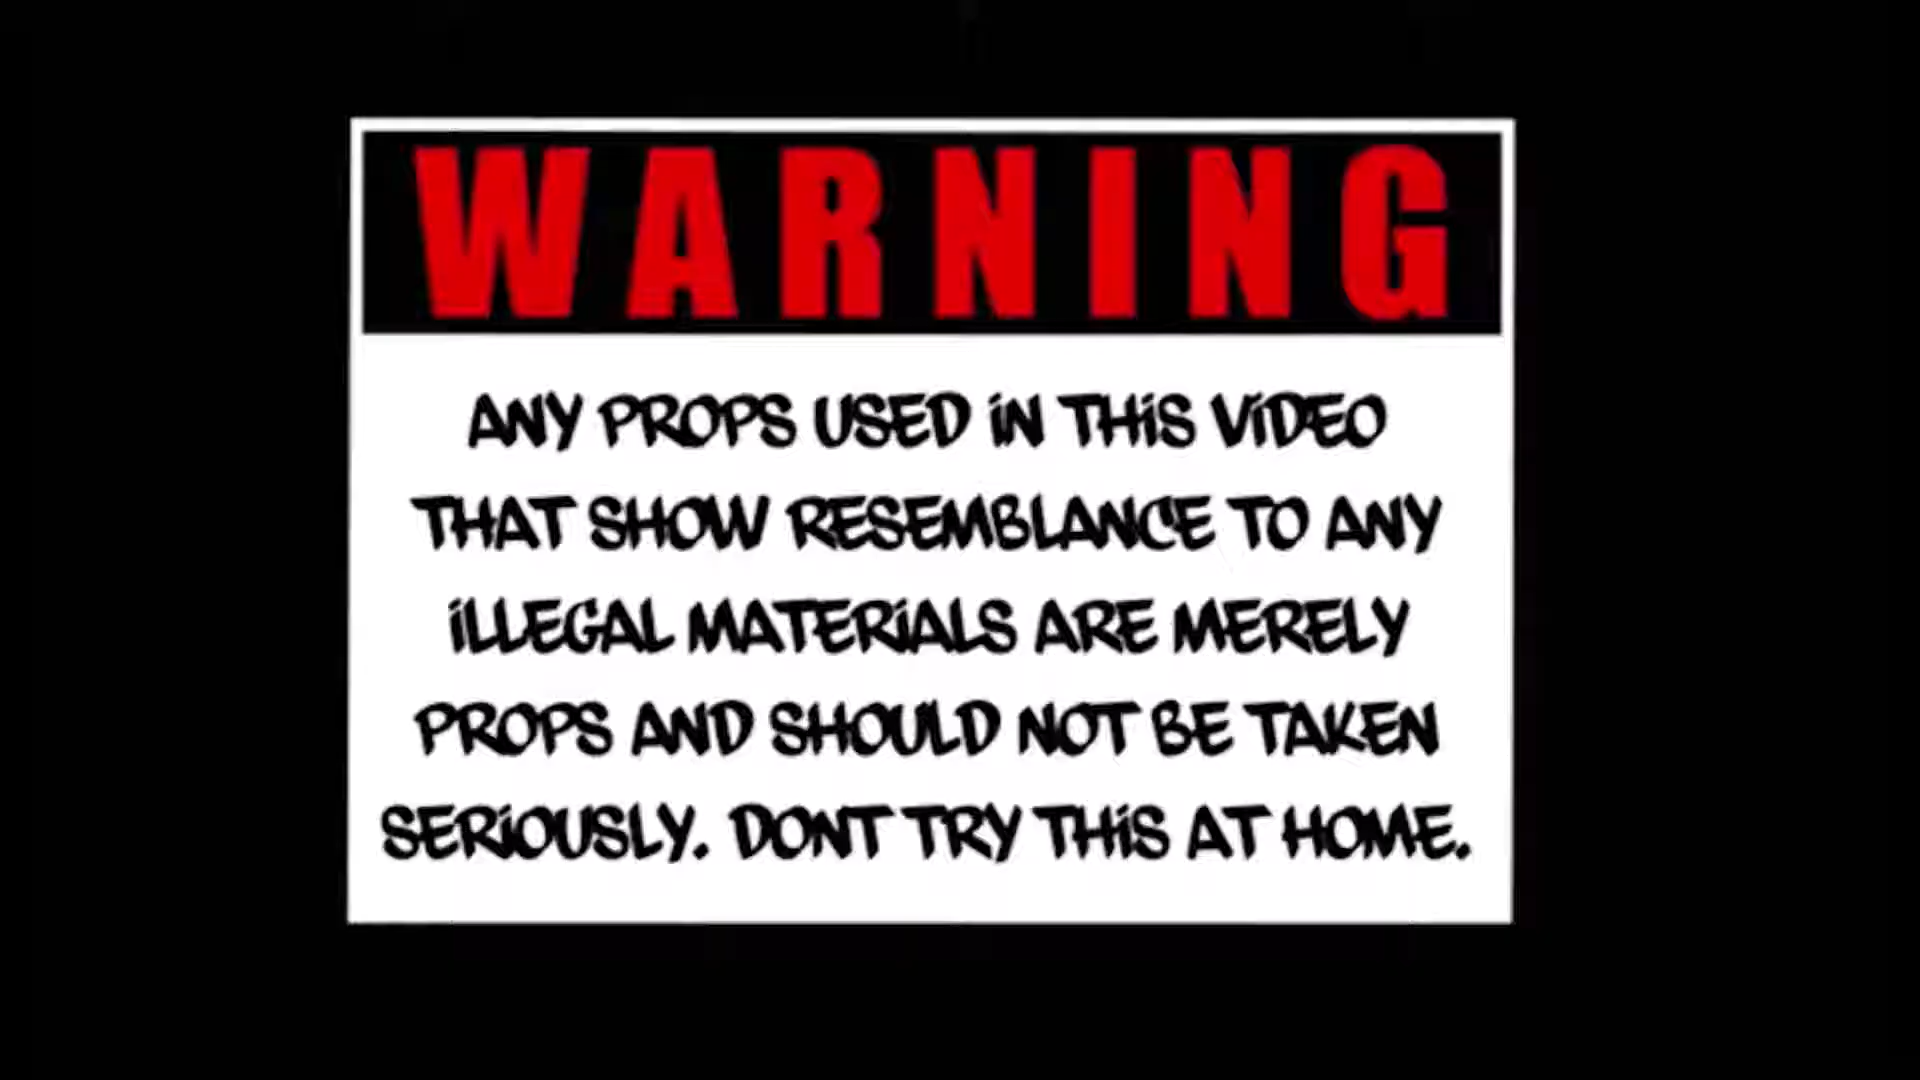 WARNING
ANY PROPS USED IN THIS VIDEO
THAT SHOW RESEMBLANCE TO ANY
ILLEGAL MATERIALS ARE MERELY
PROPS AND SHOULD NOT BE TAKEN
SERIOUSLY. DONT TRY THIS AT HOME.